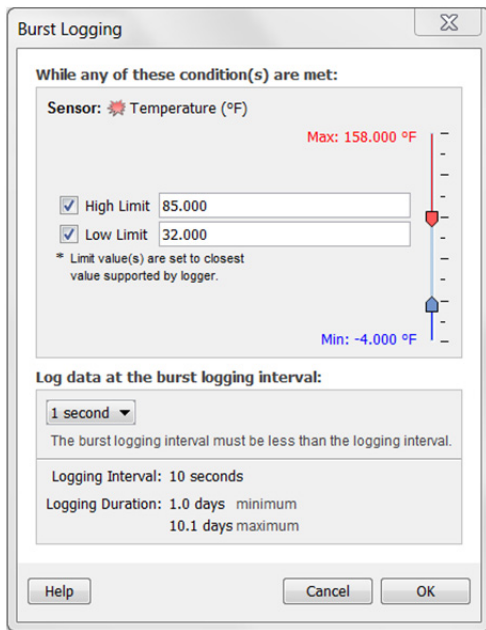 Burst Logging
While any of these condition(s) are met:
Sensor: Temperature (ºF)
Max: 158.000 ºF
High Limit 85.000
Low Limit 32.000
* Limit value(s) are set to closest
value supported by logger.
Min: -4.000 ºF
Log data at the burst logging interval:
1 second
The burst logging interval must be less than the logging interval.
Logging Interval: 10 seconds
Logging Duration: 1.0 days minimum
10.1 days maximum
Help Cancel OK